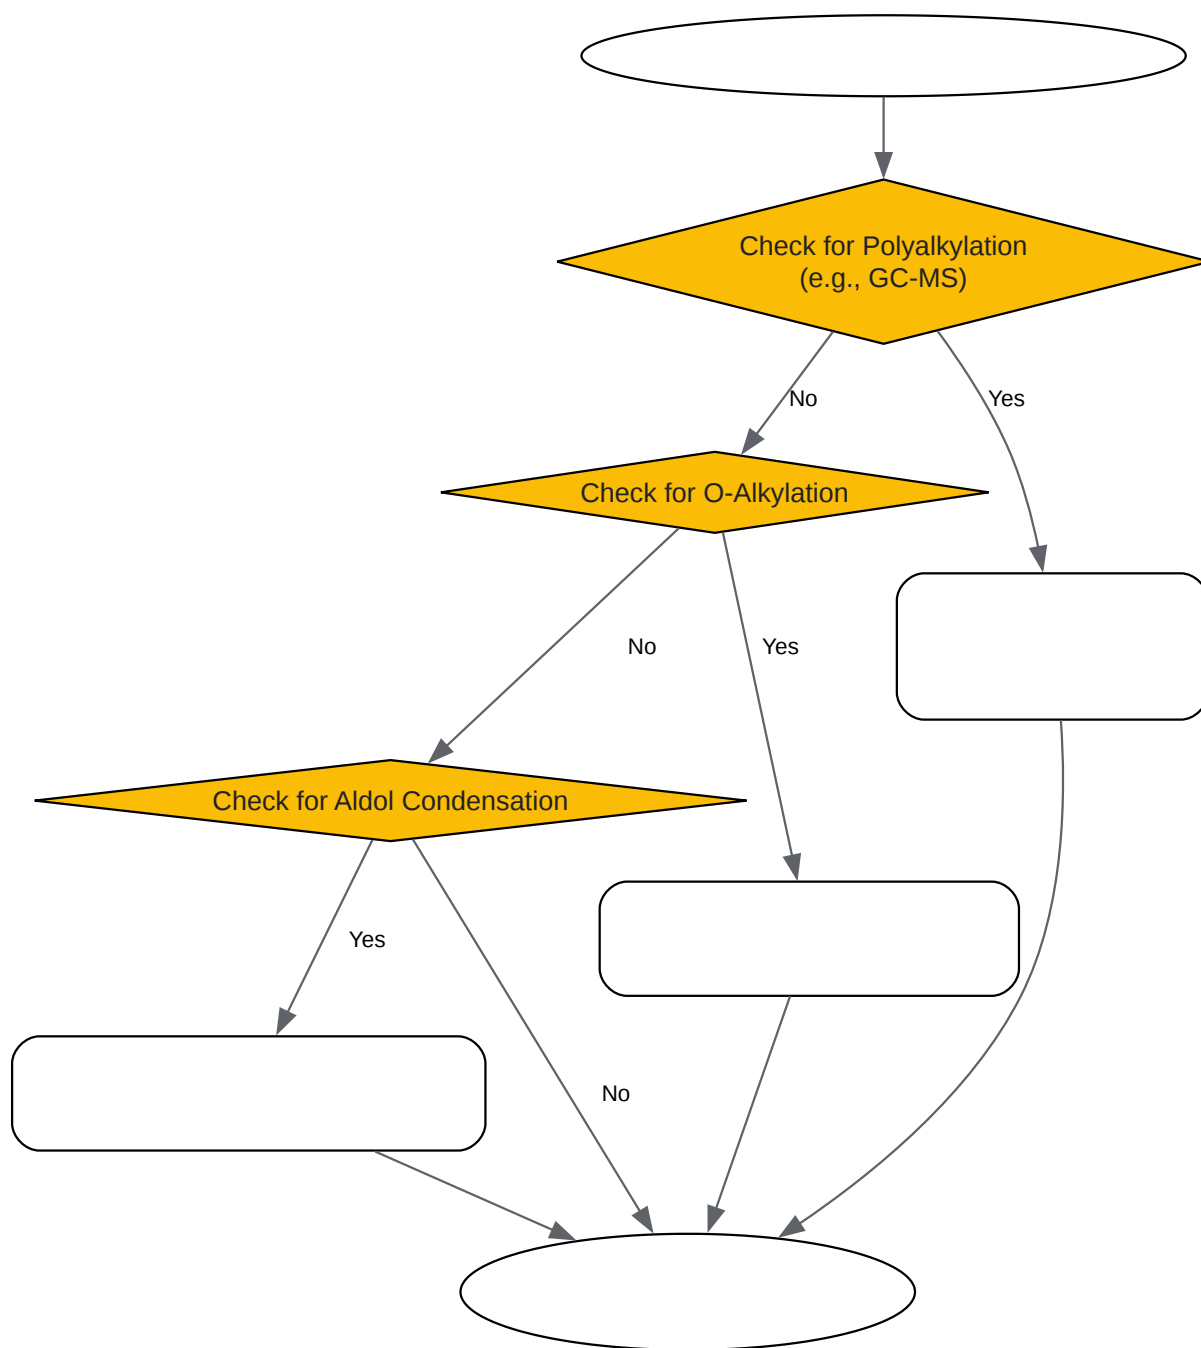 Check for Polyalkylation
(e.g., GC-MS)
No
Yes
Check for O-Alkylation
No
Yes
Check for Aldol Condensation
Yes
No